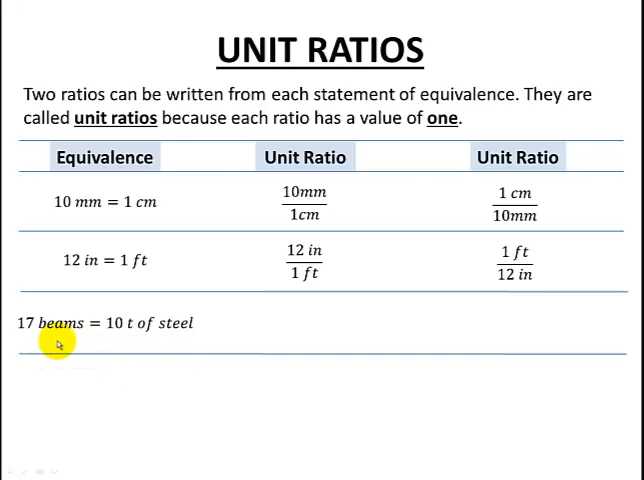 UNIT RATIOS
Two ratios can be written from each statement of equivalence. They are
called unit ratios because each ratio has a value of one.
Equivalence Unit Ratio Unit Ratio
10 mm = 1 cm 10mm/1cm 1 cm/10mm
12 in = 1 ft 12 in/1 ft 1 ft/12 in
17 beams = 10 t of steel